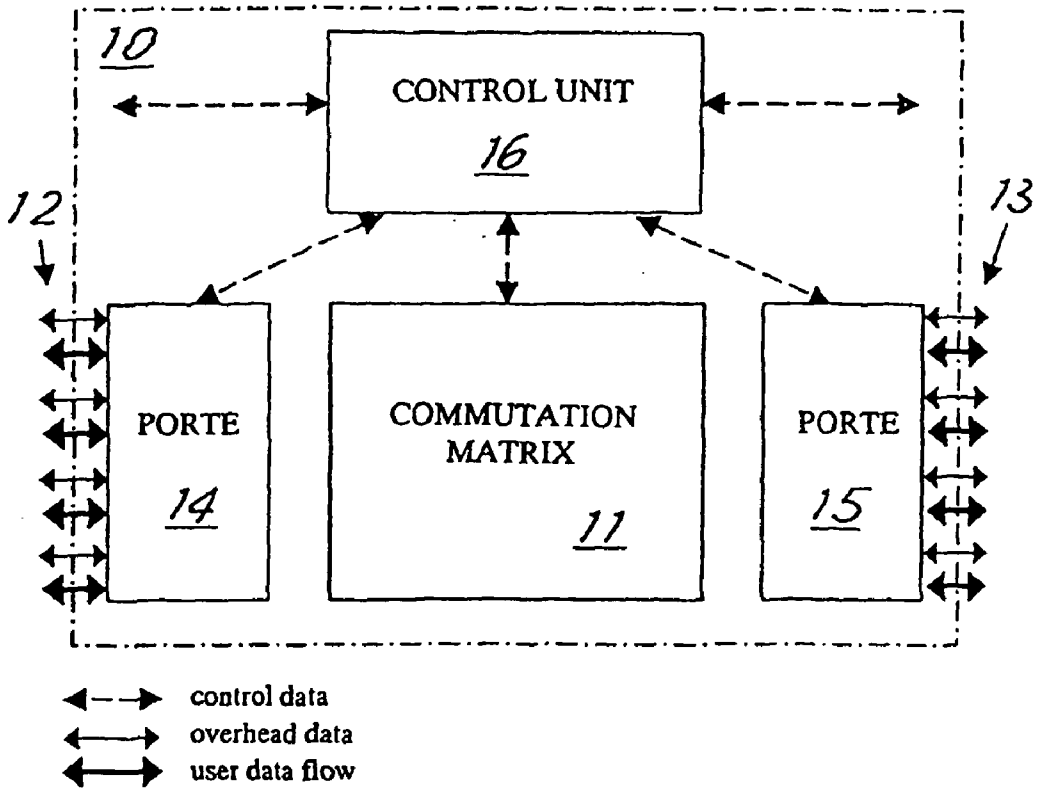 10
CONTROL UNIT
16
12
13
PORTE
14
COMMUTATION
MATRIX
11
PORTE
15
control data
overhead data
user data flow